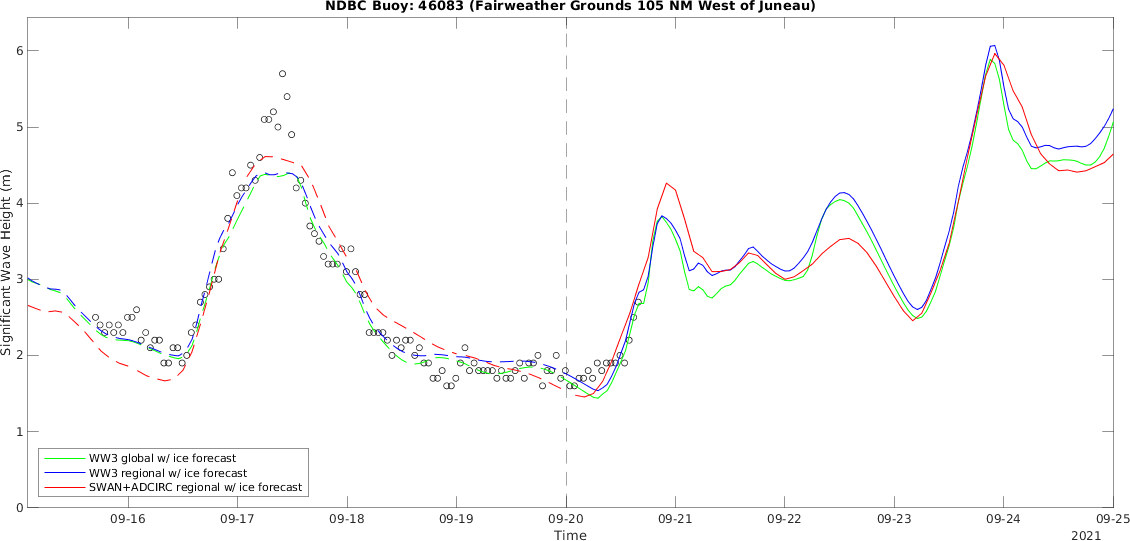 NDBC Buoy: 46083 (Fairweather Grounds 105 NM West of Juneau)
Significant Wave Height (m)
6
5
4
3
2
1
0
WW3 global w/ ice forecast
WW3 regional w/ ice forecast
SWAN+ADCIRC regional w/ ice forecast
09-16 09-17 09-18 09-19 09-20 09-21 09-22 09-23 09-24 09-25
Time
2021